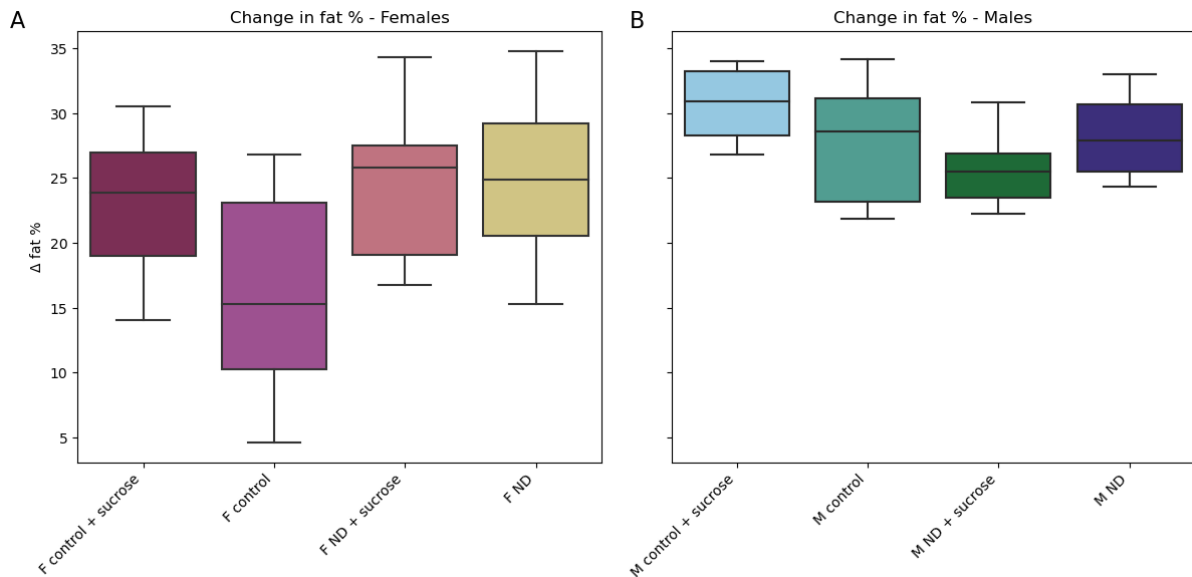 A
Change in fat % - Females
Δ fat %
35
30
25
20
15
10
5
F control + sucrose
F control
F ND + sucrose
F ND
B
Change in fat % - Males
M control + sucrose
M control
M ND + sucrose
M ND